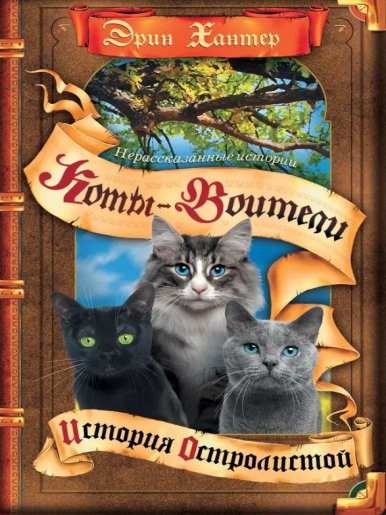 Эрин Хантер
Нерассказанные истории
Коты-Воители
История Остролистой